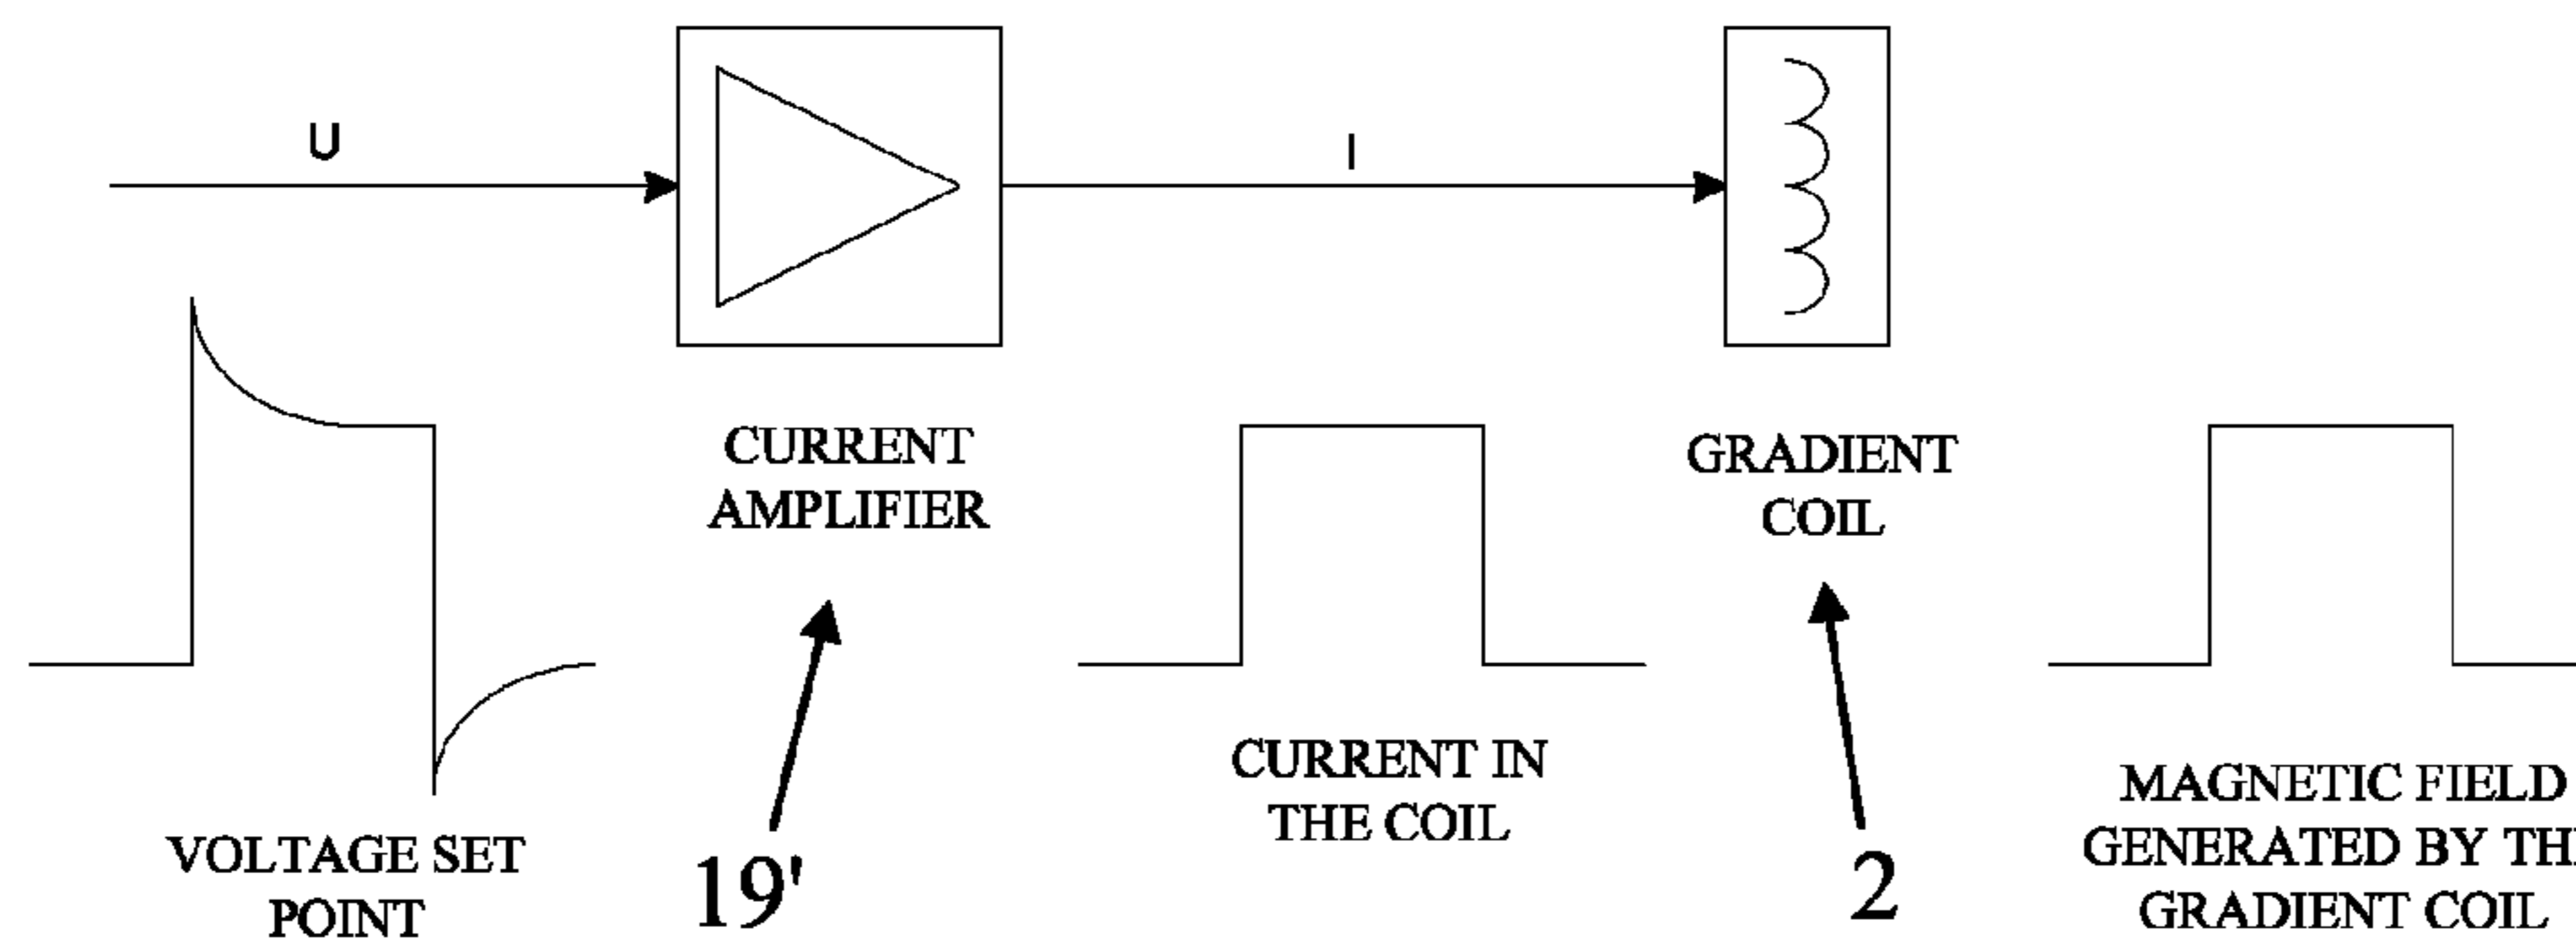 U
I
CURRENT
AMPLIFIER
GRADIENT
COIL
VOLTAGE SET
POINT
19'
CURRENT IN
THE COIL
2
MAGNETIC FIELD
GENERATED BY TH
GRADIENT COIL